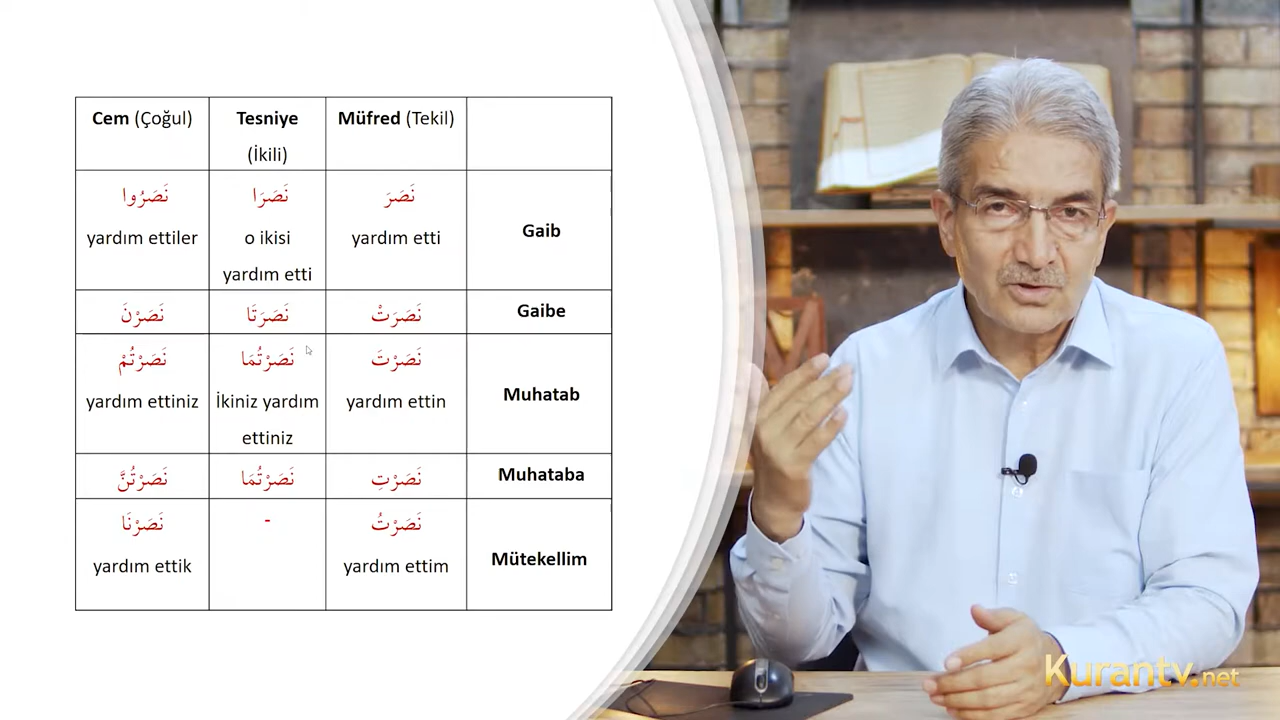 Cem (Çoğul) Tesniye Müfred (Tekil)
(İkili)
نَصَرُوا نَصَرَا نَصَرَ
yardım ettiler o ikisi yardım etti Gaib
yardım etti
نَصَرْنَ نَصَرَتَا نَصَرَتْ Gaibe
نَصَرْتُمْ نَصَرْتُمَا نَصَرْتَ
yardım ettiniz İkiniz yardım yardım ettin Muhatab
ettiniz
نَصَرْتُنَّ نَصَرْتُمَا نَصَرْتِ Muhataba
نَصَرْنَا - نَصَرْتُ
yardım ettik yardım ettim Mütekellim
Kurantv.net